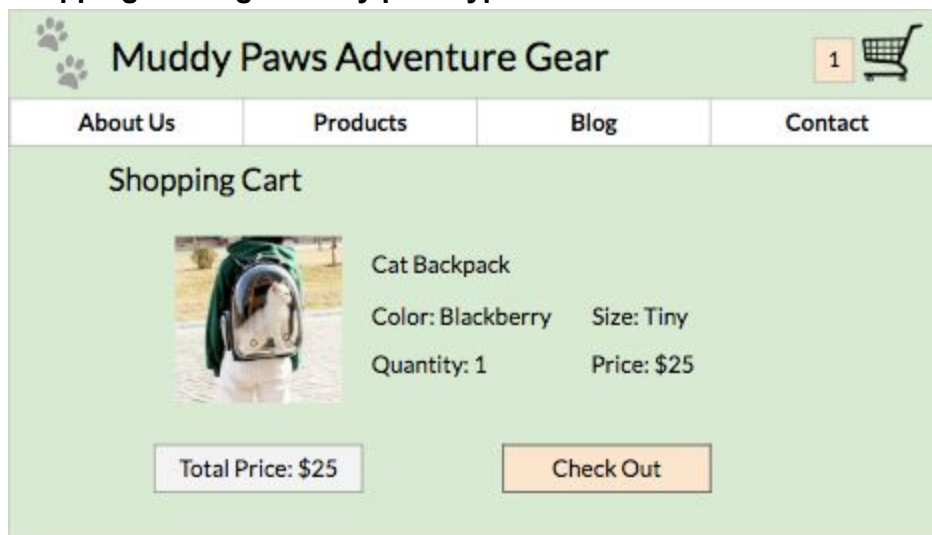 Muddy Paws Adventure Gear
1
About Us Products Blog Contact
Shopping Cart
Cat Backpack
Color: Blackberry Size: Tiny
Quantity: 1 Price: $25
Total Price: $25 Check Out